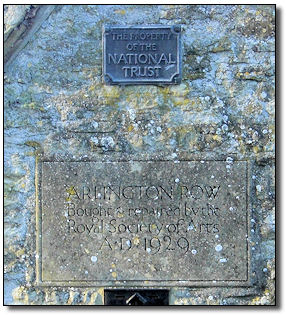 THE PROPERTY
OF THE
NATIONAL
TRUST
ARLINGTON ROW
Bought & repaired by the
Royal Society of Arts
A·D·1929